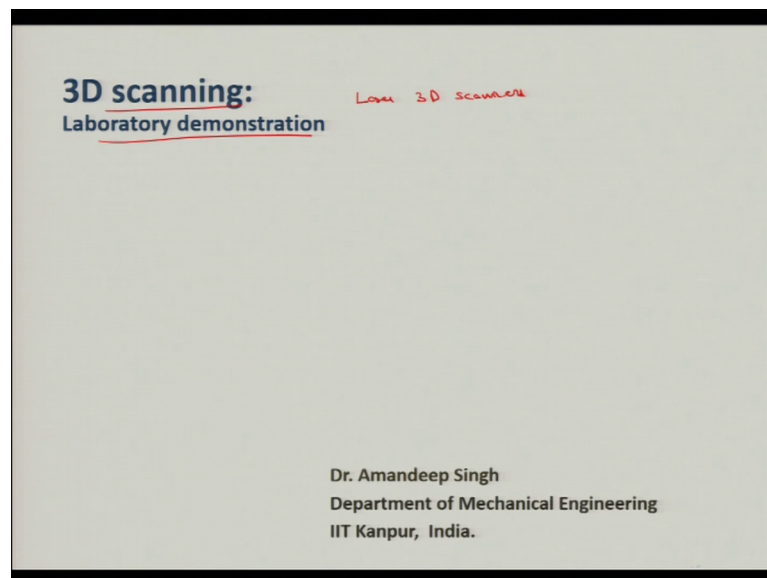 3D scanning:
Laser 3D scanners
Laboratory demonstration
Dr. Amandeep Singh
Department of Mechanical Engineering
IIT Kanpur, India.